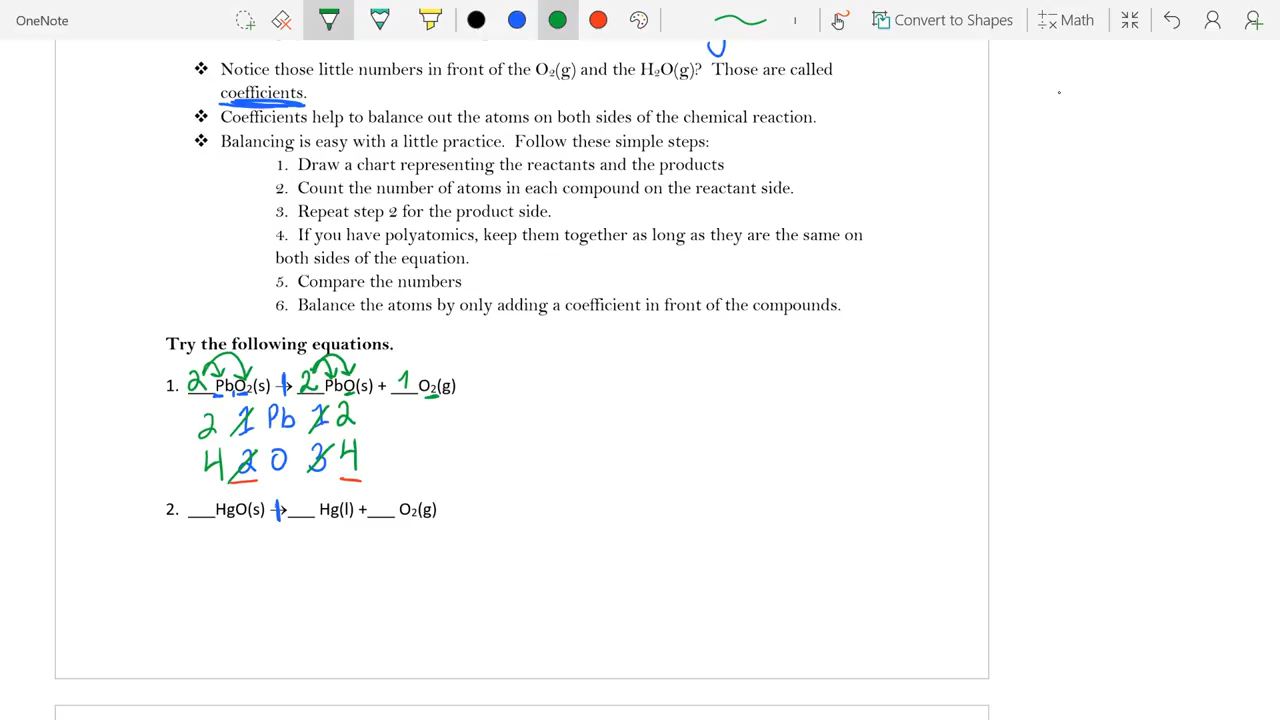 OneNote
Convert to Shapes
Math
❖ Notice those little numbers in front of the O₂(g) and the H₂O(g)? Those are called
coefficients.
❖ Coefficients help to balance out the atoms on both sides of the chemical reaction.
❖ Balancing is easy with a little practice. Follow these simple steps:
1. Draw a chart representing the reactants and the products
2. Count the number of atoms in each compound on the reactant side.
3. Repeat step 2 for the product side.
4. If you have polyatomics, keep them together as long as they are the same on
both sides of the equation.
5. Compare the numbers
6. Balance the atoms by only adding a coefficient in front of the compounds.
Try the following equations.
1. 2 PbO₂(s) → 2 PbO(s) + 1 O₂(g)
2 1 Pb 1 2
4 2 O 3 4
2. ___HgO(s) →___ Hg(l) +___ O₂(g)